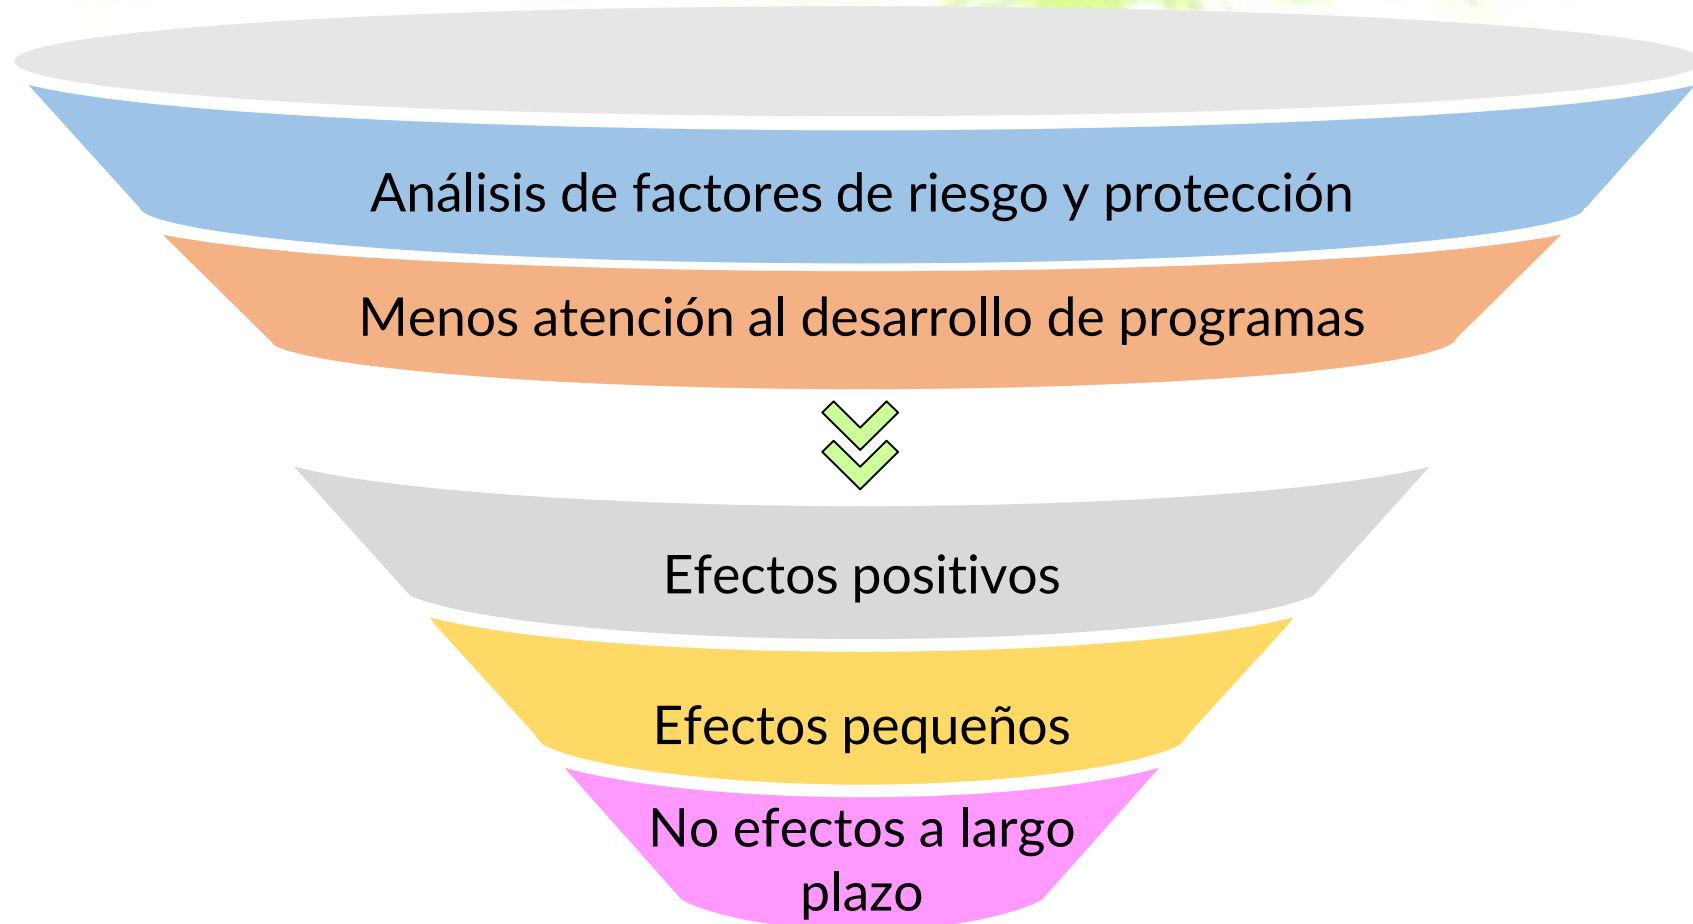 Análisis de factores de riesgo y protección
Menos atención al desarrollo de programas
Efectos positivos
Efectos pequeños
No efectos a largo
plazo